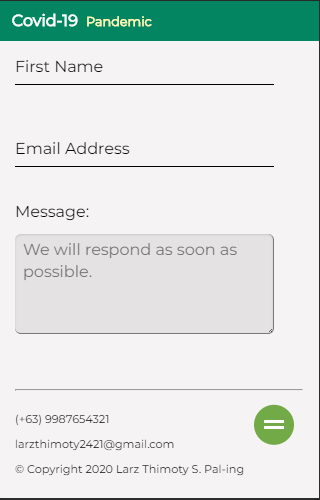 Covid-19 Pandemic
First Name
Email Address
Message:
We will respond as soon as
possible.
(+63) 9987654321
larzthimoty2421@gmail.com
© Copyright 2020 Larz Thimoty S. Pal-ing